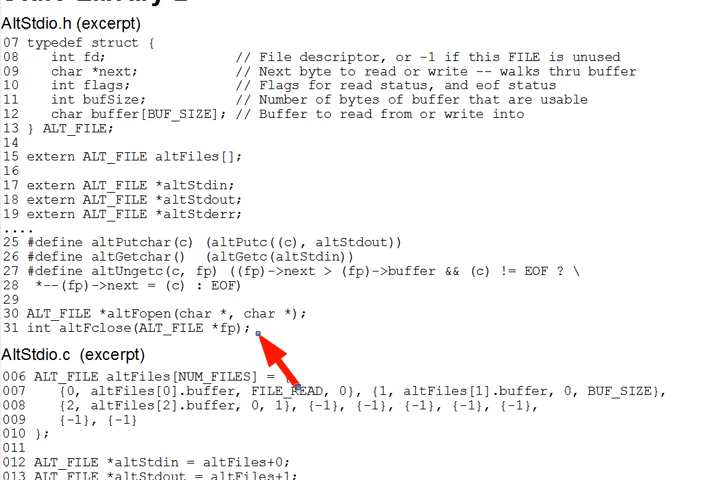 AltStdio.h (excerpt)
07 typedef struct {
08    int fd;                // File descriptor, or -1 if this FILE is unused
09    char *next;            // Next byte to read or write -- walks thru buffer
10    int flags;             // Flags for read status, and eof status
11    int bufSize;           // Number of bytes of buffer that are usable
12    char buffer[BUF_SIZE]; // Buffer to read from or write into
13 } ALT_FILE;
14
15 extern ALT_FILE altFiles[];
16
17 extern ALT_FILE *altStdin;
18 extern ALT_FILE *altStdout;
19 extern ALT_FILE *altStderr;
....
25 #define altPutchar(c) (altPutc((c), altStdout))
26 #define altGetchar()  (altGetc(altStdin))
27 #define altUngetc(c, fp) ((fp)->next > (fp)->buffer && (c) != EOF ? \
28  *--(fp)->next = (c) : EOF)
29
30 ALT_FILE *altFopen(char *, char *);
31 int altFclose(ALT_FILE *fp);
AltStdio.c  (excerpt)
006 ALT_FILE altFiles[NUM_FILES] = {
007    {0, altFiles[0].buffer, FILE_READ, 0}, {1, altFiles[1].buffer, 0, BUF_SIZE},
008    {2, altFiles[2].buffer, 0, 1}, {-1}, {-1}, {-1}, {-1}, {-1},
009    {-1}, {-1}
010 };
011
012 ALT_FILE *altStdin = altFiles+0;
013 ALT_FILE *altStdout = altFiles+1;